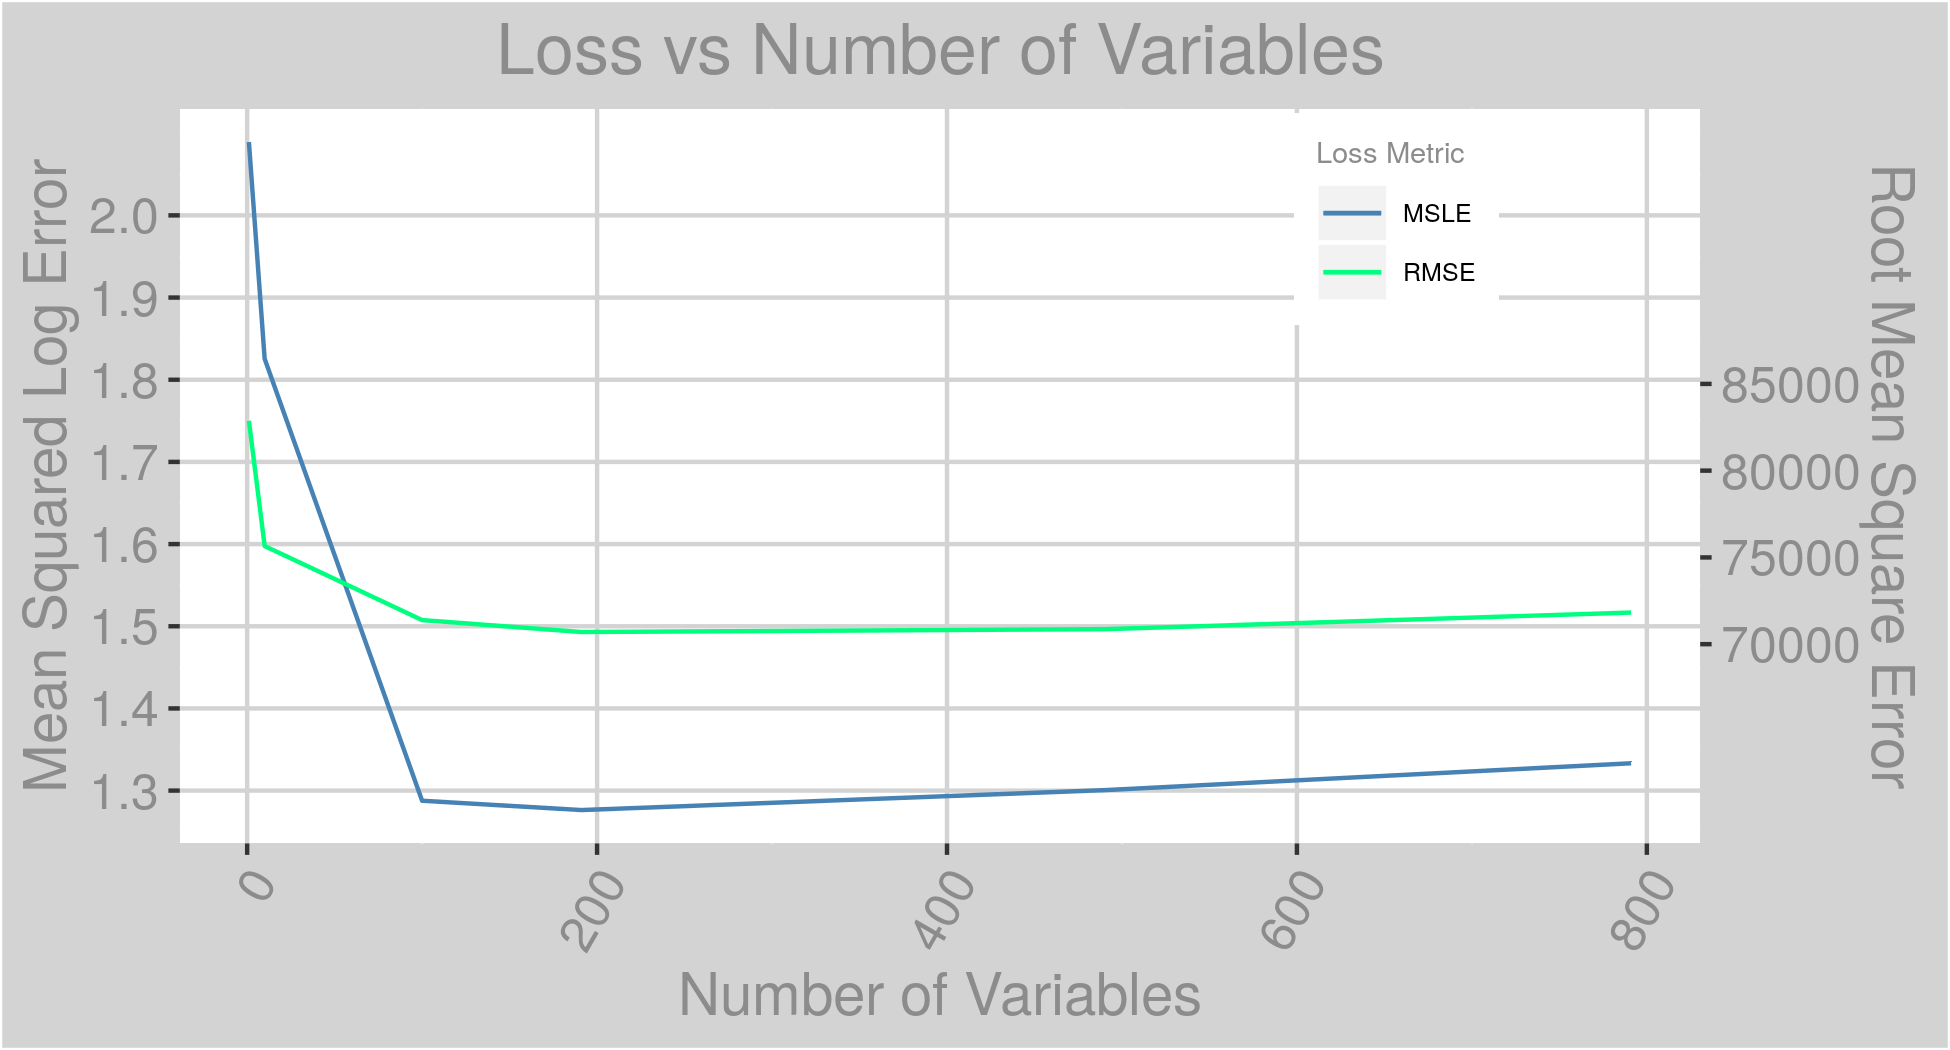 Loss vs Number of Variables
Mean Squared Log Error
2.0
1.9
1.8
1.7
1.6
1.5
1.4
1.3
Loss Metric
MSLE
RMSE
85000
80000
75000
70000
Root Mean Square Error
0
200
400
600
800
Number of Variables